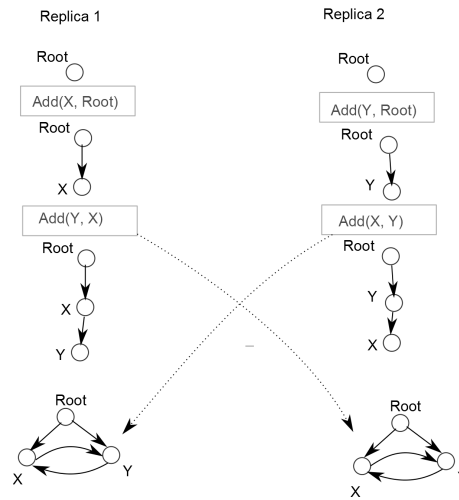 Replica 1
Replica 2
Root
Root
Add(X, Root)
Add(Y, Root)
Root
Root
X
Y
Add(Y, X)
Add(X, Y)
Root
Root
X
Y
Y
X
Root
Root
X
Y
X